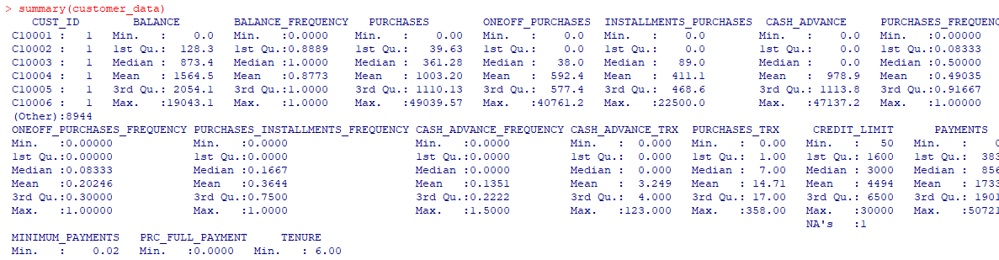 > summary(customer_data)
    CUST_ID        BALANCE        BALANCE_FREQUENCY   PURCHASES        ONEOFF_PURCHASES  INSTALLMENTS_PURCHASES  CASH_ADVANCE     PURCHASES_FREQUENC
 C10001 :   1   Min.   :    0.0   Min.   :0.0000    Min.   :    0.00   Min.   :    0.0   Min.   :    0.0         Min.   :    0.0   Min.   :0.00000
 C10002 :   1   1st Qu.:  128.3   1st Qu.:0.8889    1st Qu.:   39.63   1st Qu.:    0.0   1st Qu.:    0.0         1st Qu.:    0.0   1st Qu.:0.08333
 C10003 :   1   Median :  873.4   Median :1.0000    Median :  361.28   Median :   38.0   Median :   89.0         Median :    0.0   Median :0.50000
 C10004 :   1   Mean   : 1564.5   Mean   :0.8773    Mean   : 1003.20   Mean   :  592.4   Mean   :  411.1         Mean   :  978.9   Mean   :0.49035
 C10005 :   1   3rd Qu.: 2054.1   3rd Qu.:1.0000    3rd Qu.: 1110.13   3rd Qu.:  577.4   3rd Qu.:  468.6         3rd Qu.: 1113.8   3rd Qu.:0.91667
 C10006 :   1   Max.   :19043.1   Max.   :1.0000    Max.   :49039.57   Max.   :40761.2   Max.   :22500.0         Max.   :47137.2   Max.   :1.00000
 (Other):8944
 ONEOFF_PURCHASES_FREQUENCY PURCHASES_INSTALLMENTS_FREQUENCY CASH_ADVANCE_FREQUENCY CASH_ADVANCE_TRX  PURCHASES_TRX     CREDIT_LIMIT      PAYMENTS
 Min.   :0.00000            Min.   :0.0000                   Min.   :0.0000         Min.   :  0.000   Min.   :  0.00   Min.   :   50   Min.   :    0
 1st Qu.:0.00000            1st Qu.:0.0000                   1st Qu.:0.0000         1st Qu.:  0.000   1st Qu.:  1.00   1st Qu.: 1600   1st Qu.:  383
 Median :0.08333            Median :0.1667                   Median :0.0000         Median :  0.000   Median :  7.00   Median : 3000   Median :  856
 Mean   :0.20246            Mean   :0.3644                   Mean   :0.1351         Mean   :  3.249   Mean   : 14.71   Mean   : 4494   Mean   : 1733
 3rd Qu.:0.30000            3rd Qu.:0.7500                   3rd Qu.:0.2222         3rd Qu.:  4.000   3rd Qu.: 17.00   3rd Qu.: 6500   3rd Qu.: 1901
 Max.   :1.00000            Max.   :1.0000                   Max.   :1.5000         Max.   :123.000   Max.   :358.00   Max.   :30000   Max.   :50721
 NA's   :1
 MINIMUM_PAYMENTS   PRC_FULL_PAYMENT     TENURE
 Min.   :    0.02   Min.   :0.0000   Min.   : 6.00